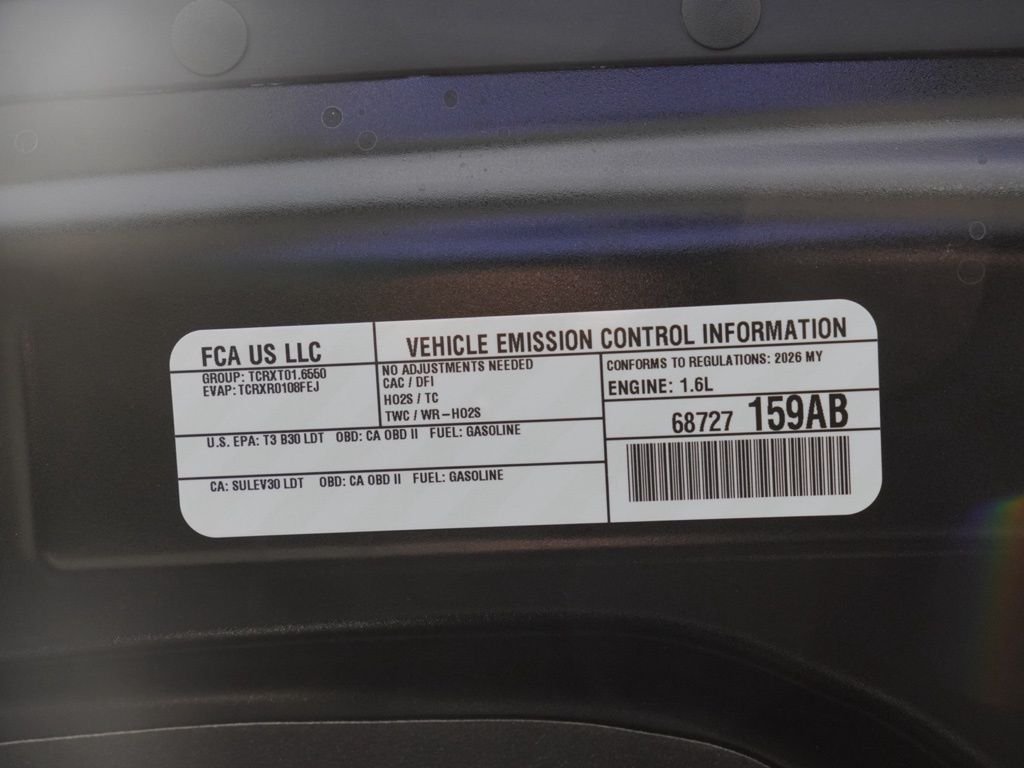 FCA US LLC
VEHICLE EMISSION CONTROL INFORMATION
GROUP: TCRXT01.6550
EVAP: TCRXR0108FEJ
NO ADJUSTMENTS NEEDED
CAC / DFI
HO2S / TC
TWC / WR-HO2S
CONFORMS TO REGULATIONS: 2026 MY
ENGINE: 1.6L
68727 159AB
U.S. EPA: T3 B30 LDT OBD: CA OBD II FUEL: GASOLINE
CA: SULEV30 LDT OBD: CA OBD II FUEL: GASOLINE